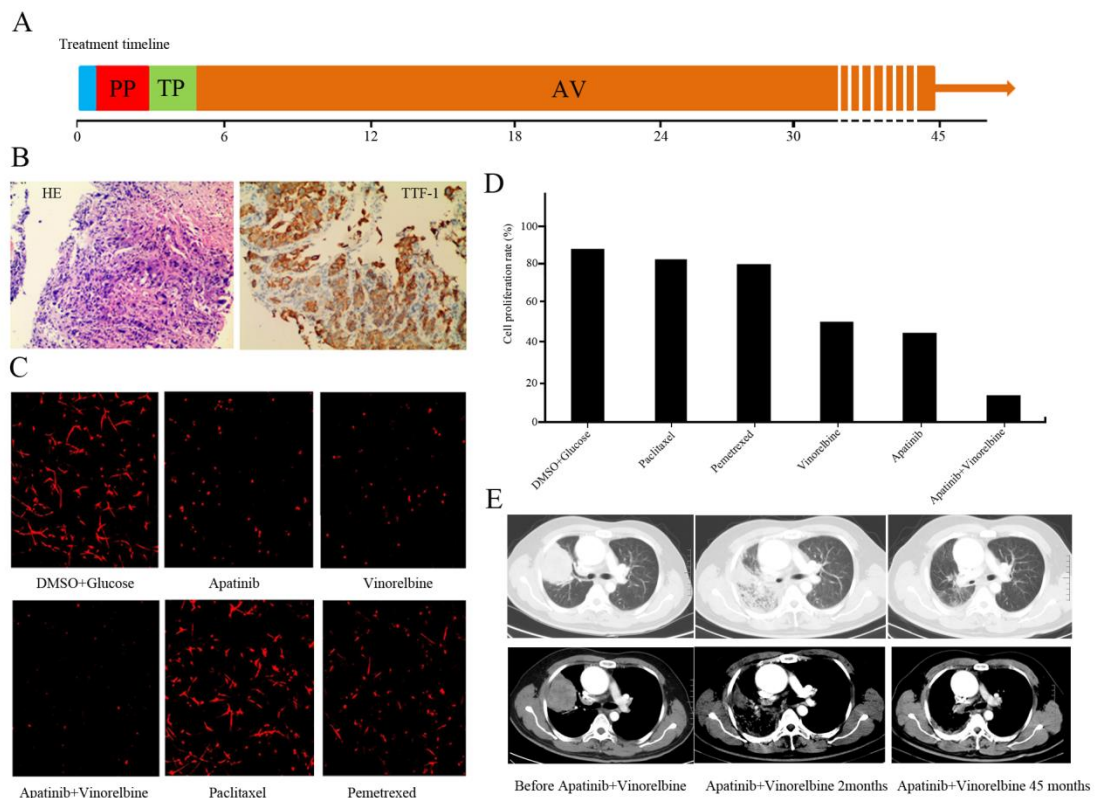 A
Treatment timeline
PP TP AV
0 6 12 18 24 30 45
B
HE TTF-1
C
DMSO+Glucose Apatinib Vinorelbine
Apatinib+Vinorelbine Paclitaxel Pemetrexed
D
Cell proliferation rate (%)
100
80
60
40
20
0
DMSO+Glucose Paclitaxel Pemetrexed Vinorelbine Apatinib Apatinib+Vinorelbine
E
Before Apatinib+Vinorelbine Apatinib+Vinorelbine 2months Apatinib+Vinorelbine 45 months